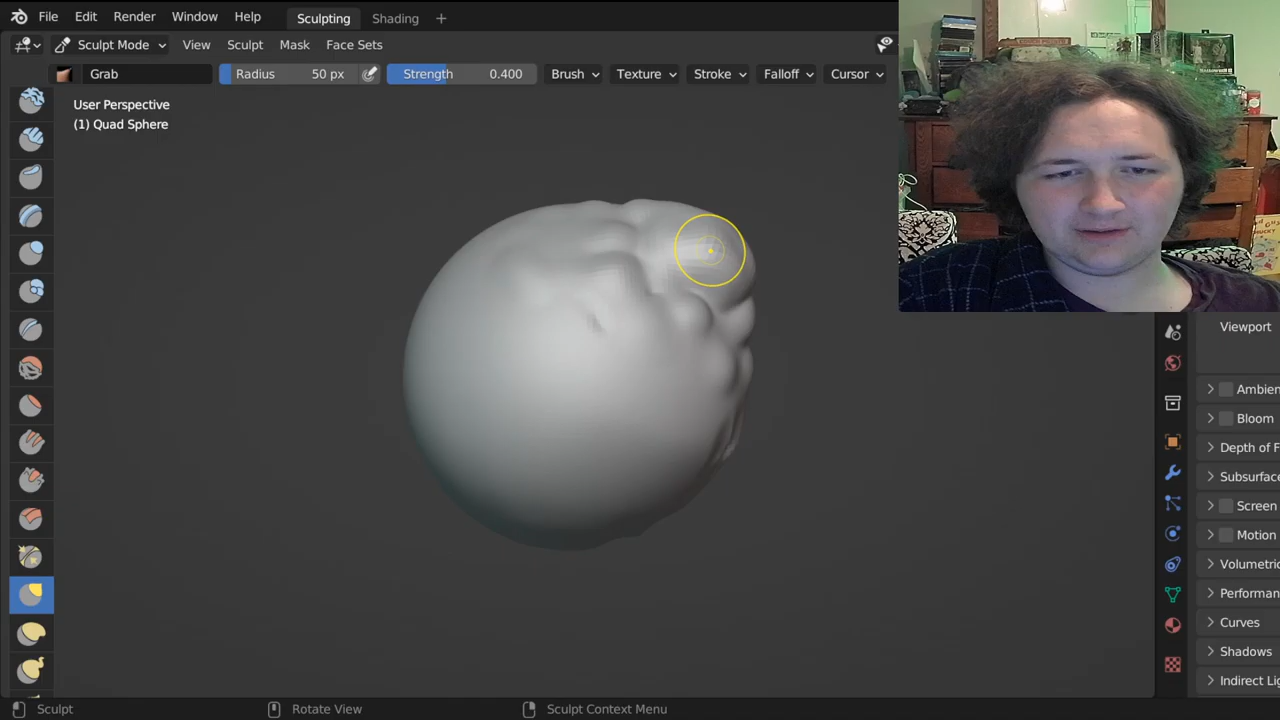 File Edit Render Window Help Sculpting Shading +
Sculpt Mode View Sculpt Mask Face Sets
Grab Radius 50 px Strength 0.400 Brush Texture Stroke Falloff Cursor
User Perspective
(1) Quad Sphere
Viewport
Ambien
Bloom
Depth of F
Subsurface
Screen
Motion
Volumetric
Performan
Curves
Shadows
Indirect Lig
Sculpt Rotate View Sculpt Context Menu